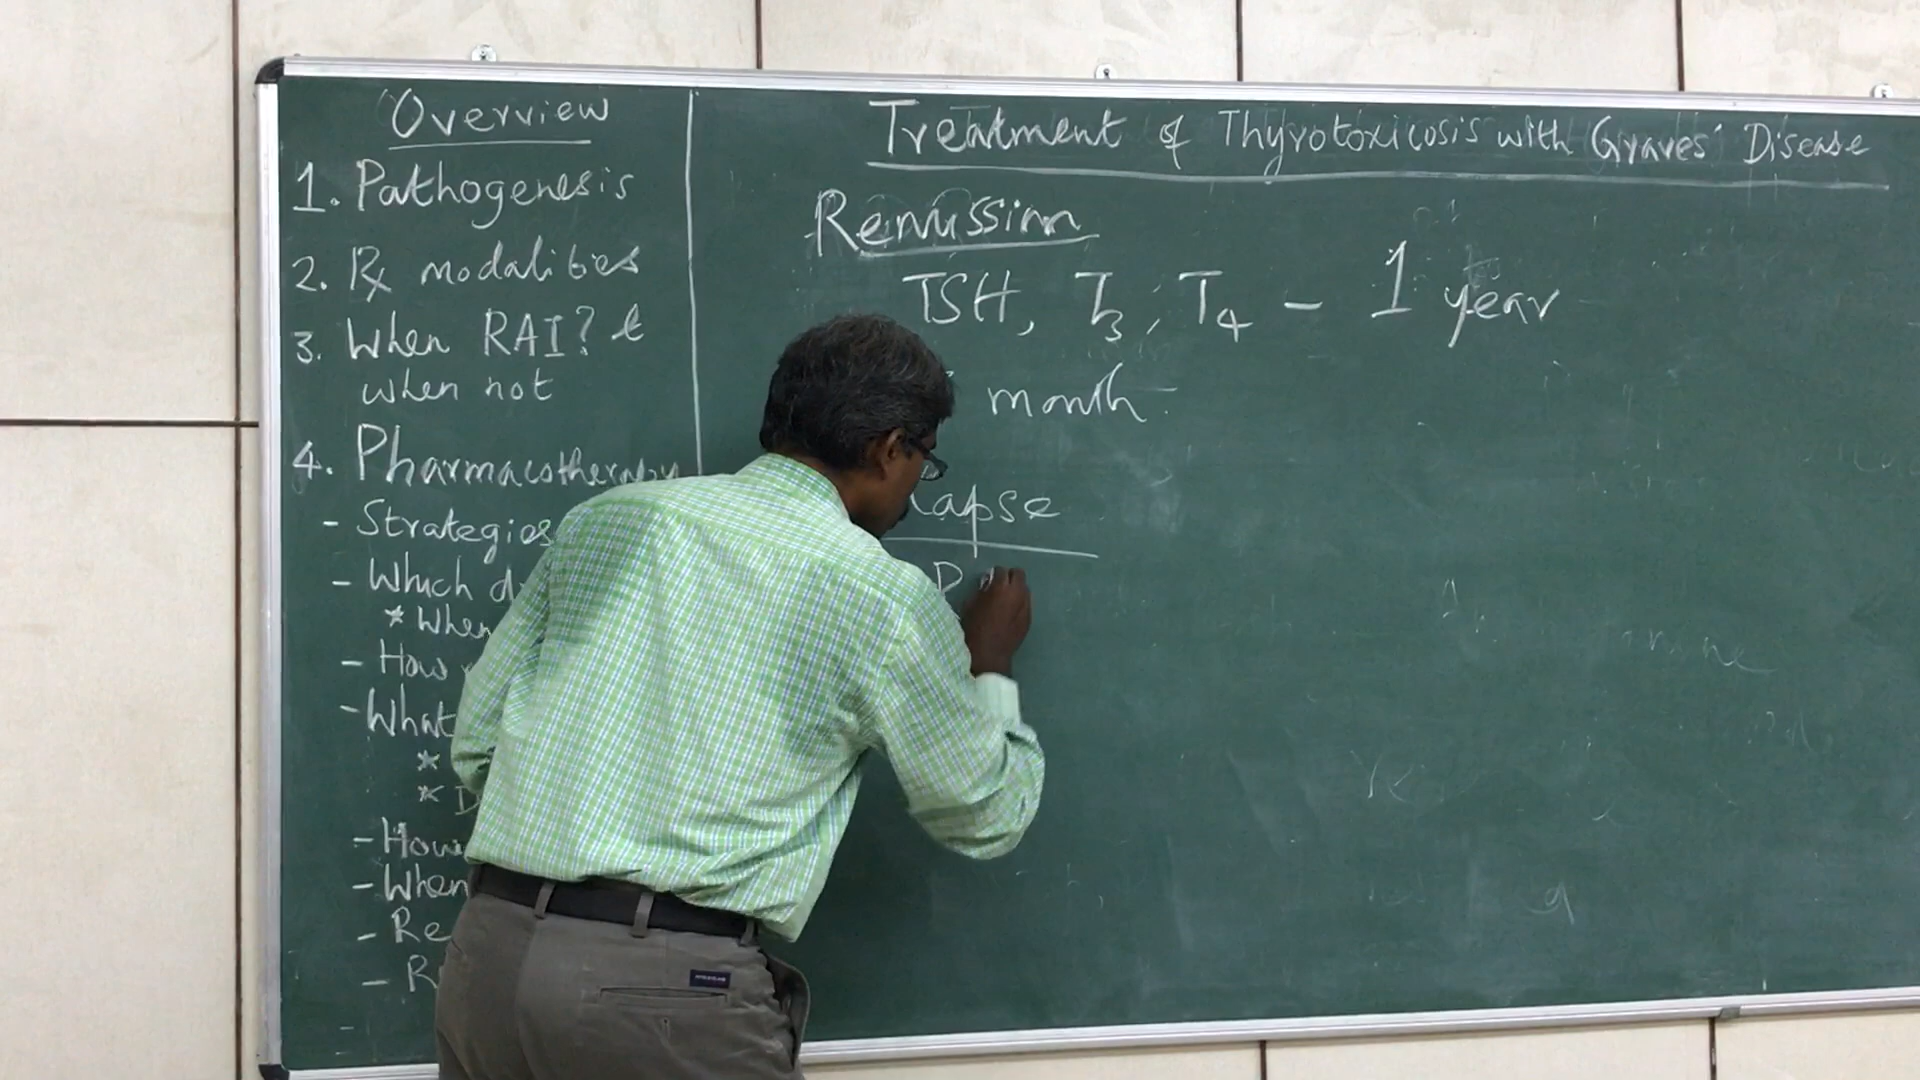 Overview
1. Pathogenesis
2. Rx modalities
3. When RAI? &
when not
4. Pharmacotherapy
- Strategies
- Which d
* When
- How
- What
*
* D
- How
- When
- Re
- R
-
Treatment of Thyrotoxicosis with Graves' Disease
Remission
TSH, T3, T4 - 1 year
month
lapse